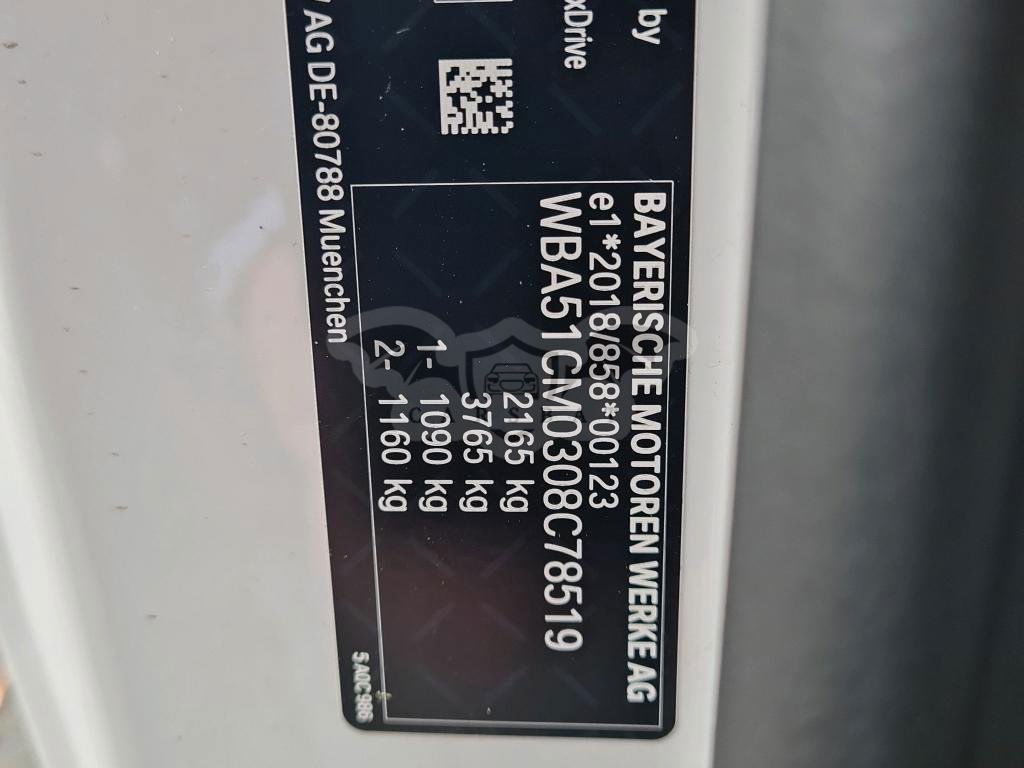 by
xDrive
AG DE-80788 Muenchen
BAYERISCHE MOTOREN WERKE AG
e1*2018/858*00123
WBA51CM0308C78519
2165 kg
3765 kg
1- 1090 kg
2- 1160 kg
5A0C986